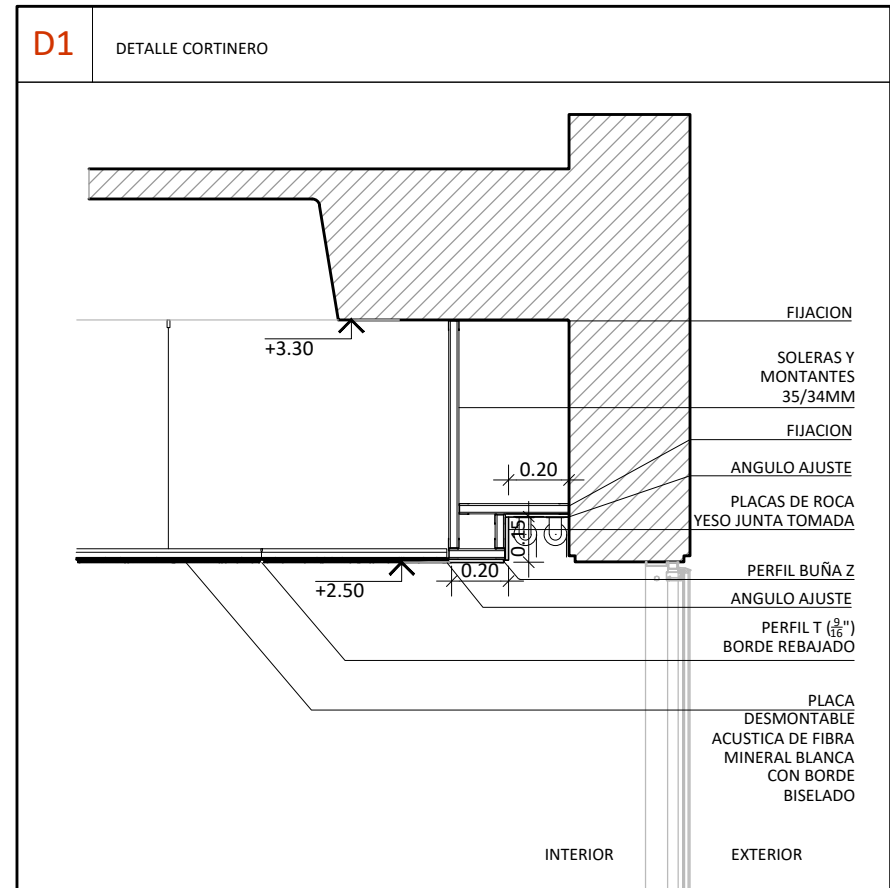 D1
DETALLE CORTINERO
FIJACION
+3.30
SOLERAS Y
MONTANTES
35/34MM
FIJACION
0.20
ANGULO AJUSTE
PLACAS DE ROCA
YESO JUNTA TOMADA
0.15
0.20
PERFIL BUÑA Z
+2.50
ANGULO AJUSTE
PERFIL T (9/16")
BORDE REBAJADO
PLACA
DESMONTABLE
ACUSTICA DE FIBRA
MINERAL BLANCA
CON BORDE
BISELADO
INTERIOR
EXTERIOR